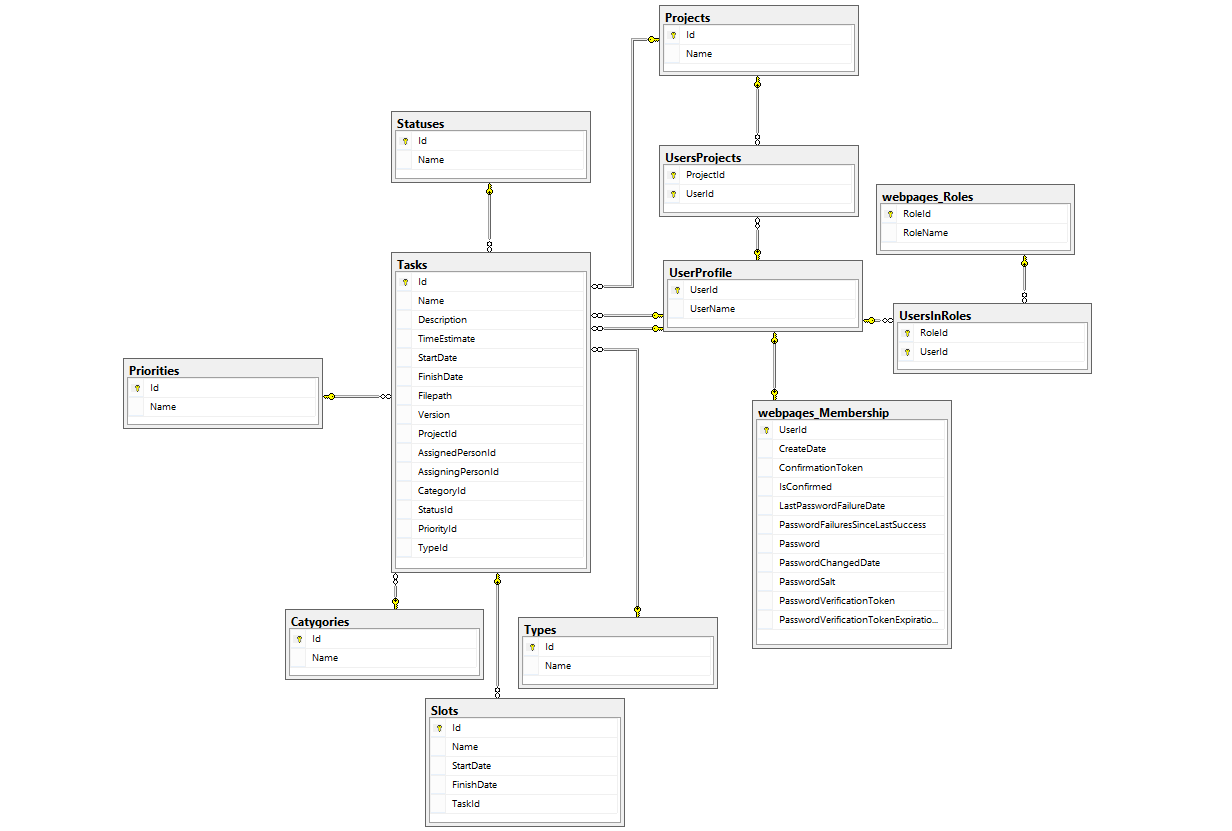 Projects
Id
Name
Statuses
Id
Name
UsersProjects
ProjectId
UserId
webpages_Roles
RoleId
RoleName
Tasks
Id
Name
Description
TimeEstimate
StartDate
FinishDate
Filepath
Version
ProjectId
AssignedPersonId
AssigningPersonId
CategoryId
StatusId
PriorityId
TypeId
UserProfile
UserId
UserName
UsersInRoles
RoleId
UserId
Priorities
Id
Name
webpages_Membership
UserId
CreateDate
ConfirmationToken
IsConfirmed
LastPasswordFailureDate
PasswordFailuresSinceLastSuccess
Password
PasswordChangedDate
PasswordSalt
PasswordVerificationToken
PasswordVerificationTokenExpiratio...
Catygories
Id
Name
Types
Id
Name
Slots
Id
Name
StartDate
FinishDate
TaskId